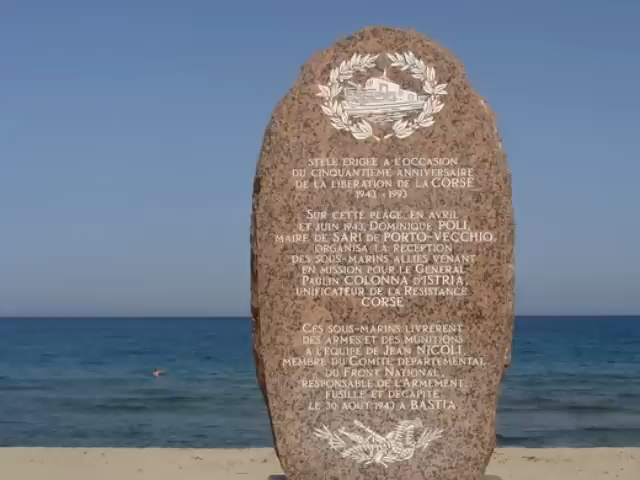 STELE ERIGEE A L'OCCASION
DU CINQUANTIEME ANNIVERSAIRE
DE LA LIBERATION DE LA CORSE
1943 - 1993
SUR CETTE PLAGE, EN AVRIL
ET JUIN 1943, DOMINIQUE POLI,
MAIRE DE SARI DE PORTO-VECCHIO,
ORGANISA LA RECEPTION
DES SOUS-MARINS ALLIES VENANT
EN MISSION POUR LE GENERAL
PAULIN COLONNA D'ISTRIA,
UNIFICATEUR DE LA RESISTANCE
CORSE
CES SOUS-MARINS LIVRERENT
DES ARMES ET DES MUNITIONS
A L'EQUIPE DE JEAN NICOLI,
MEMBRE DU COMITE DEPARTEMENTAL
DU FRONT NATIONAL,
RESPONSABLE DE L'ARMEMENT,
FUSILLE ET DECAPITE
LE 30 AOUT 1943 A BASTIA